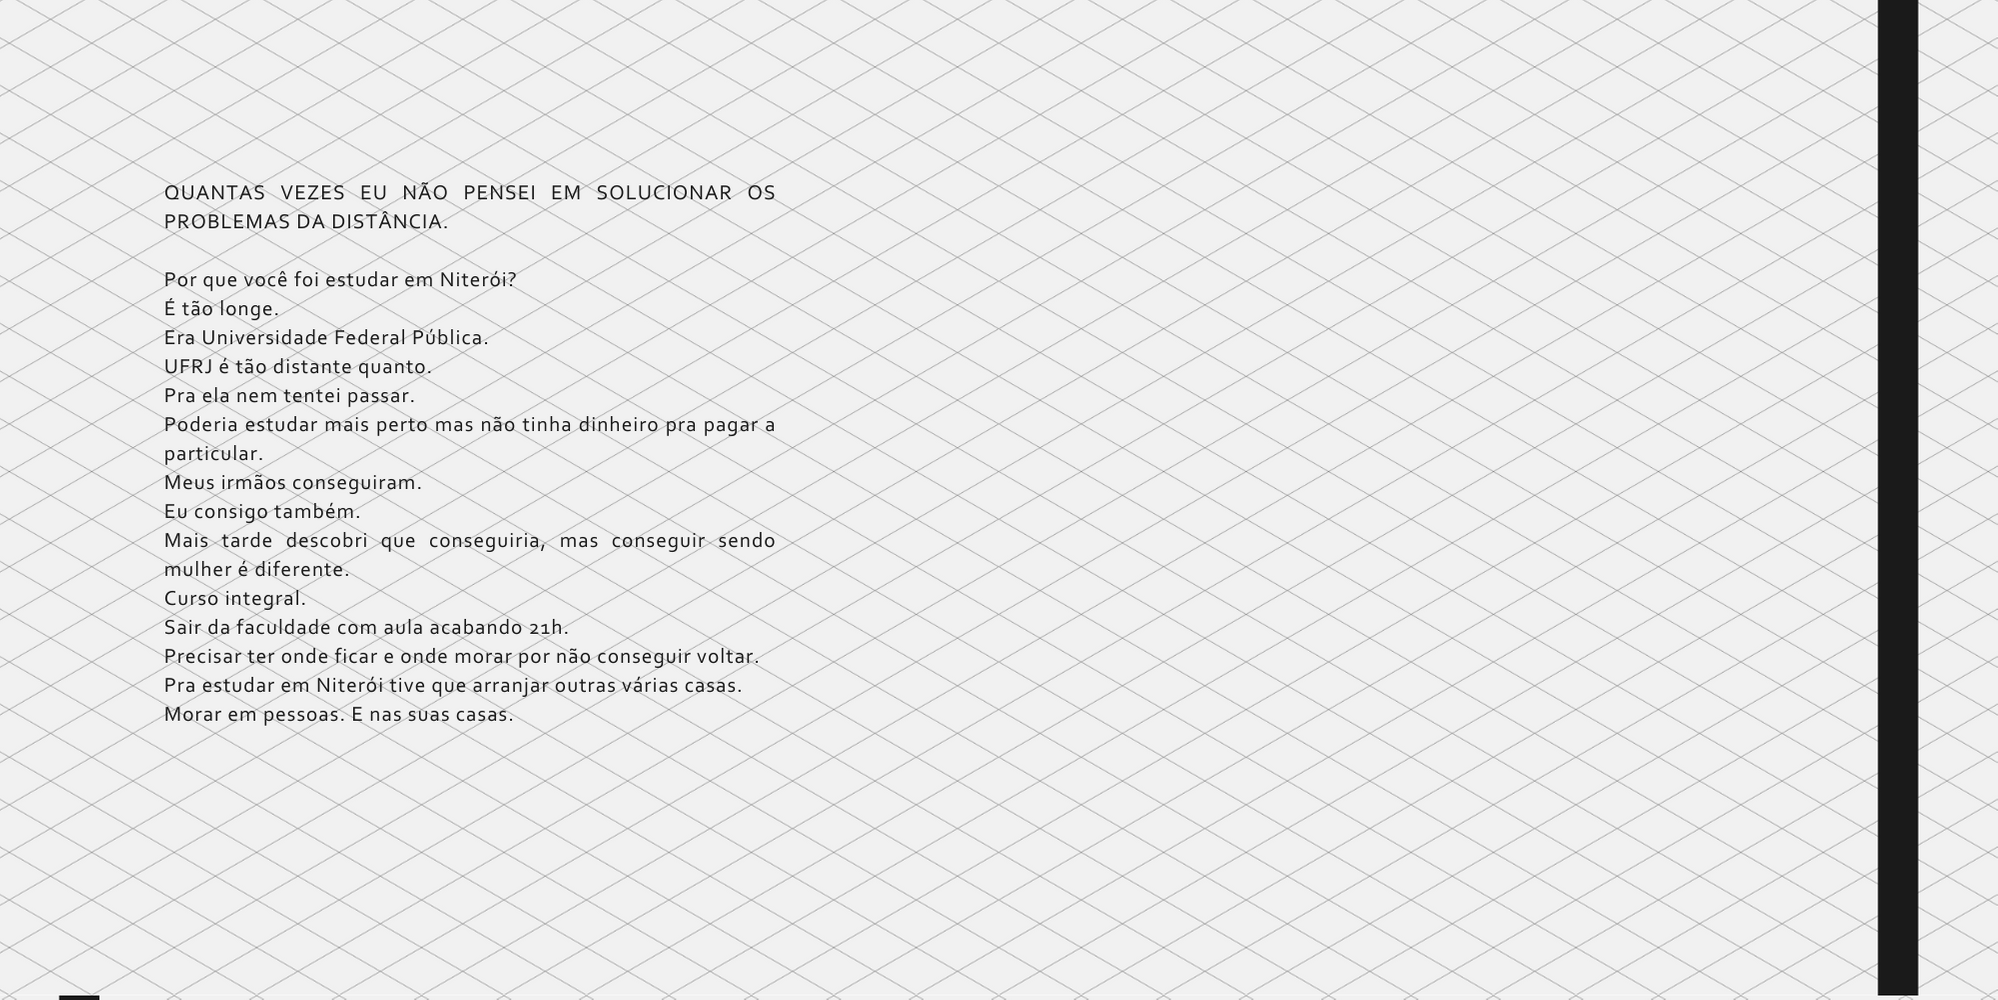 QUANTAS VEZES EU NÃO PENSEI EM SOLUCIONAR OS
PROBLEMAS DA DISTÂNCIA.
Por que você foi estudar em Niterói?
É tão longe.
Era Universidade Federal Pública.
UFRJ é tão distante quanto.
Pra ela nem tentei passar.
Poderia estudar mais perto mas não tinha dinheiro pra pagar a
particular.
Meus irmãos conseguiram.
Eu consigo também.
Mais tarde descobri que conseguiria, mas conseguir sendo
mulher é diferente.
Curso integral.
Sair da faculdade com aula acabando 21h.
Precisar ter onde ficar e onde morar por não conseguir voltar.
Pra estudar em Niterói tive que arranjar outras várias casas.
Morar em pessoas. E nas suas casas.